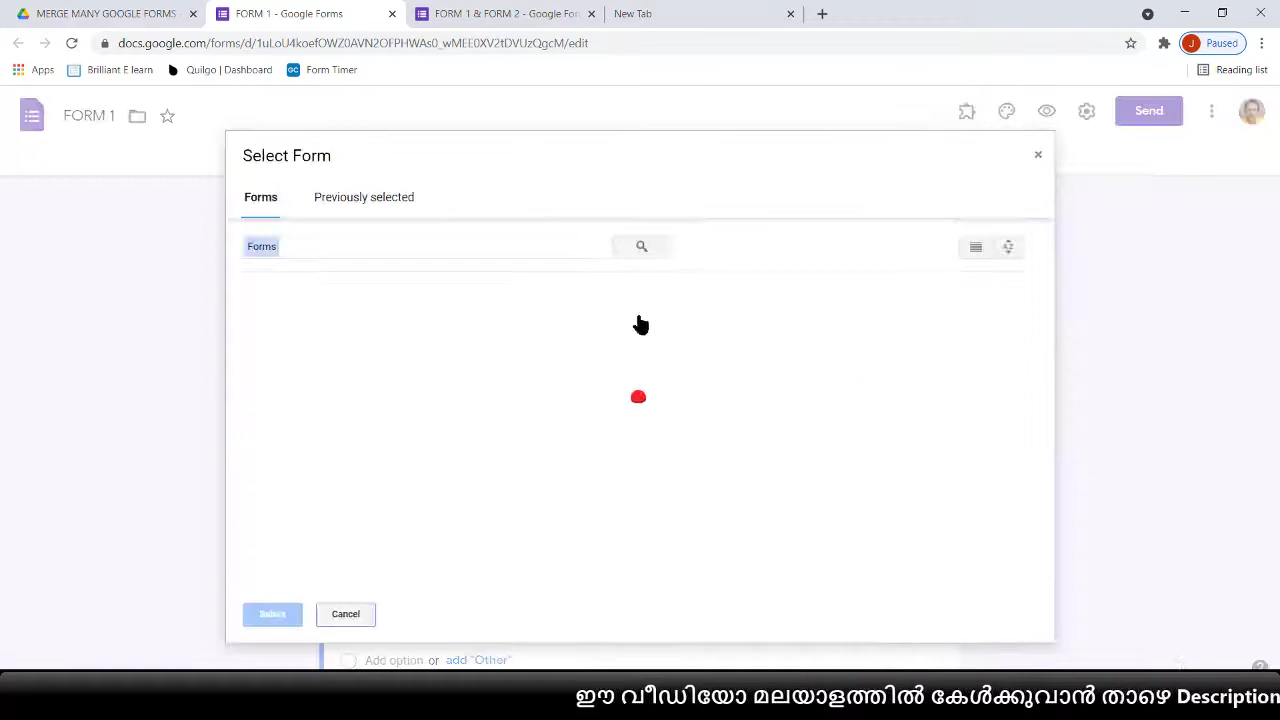 MERGE MANY GOOGLE FORMS
FORM 1 - Google Forms
FORM 1 & FORM 2 - Google For
New Tab
docs.google.com/forms/d/1uLoU4koefOWZ0AVN2OFPHWAs0_wMEE0XV2tDVUzQgcM/edit
J Paused
Apps
Brilliant E learn
Quilgo | Dashboard
GC Form Timer
Reading list
FORM 1
Send
Select Form
Forms
Previously selected
Forms
Select
Cancel
Add option or add "Other"
ഈ വീഡിയോ മലയാളത്തിൽ കേൾക്കുവാൻ താഴെ Description